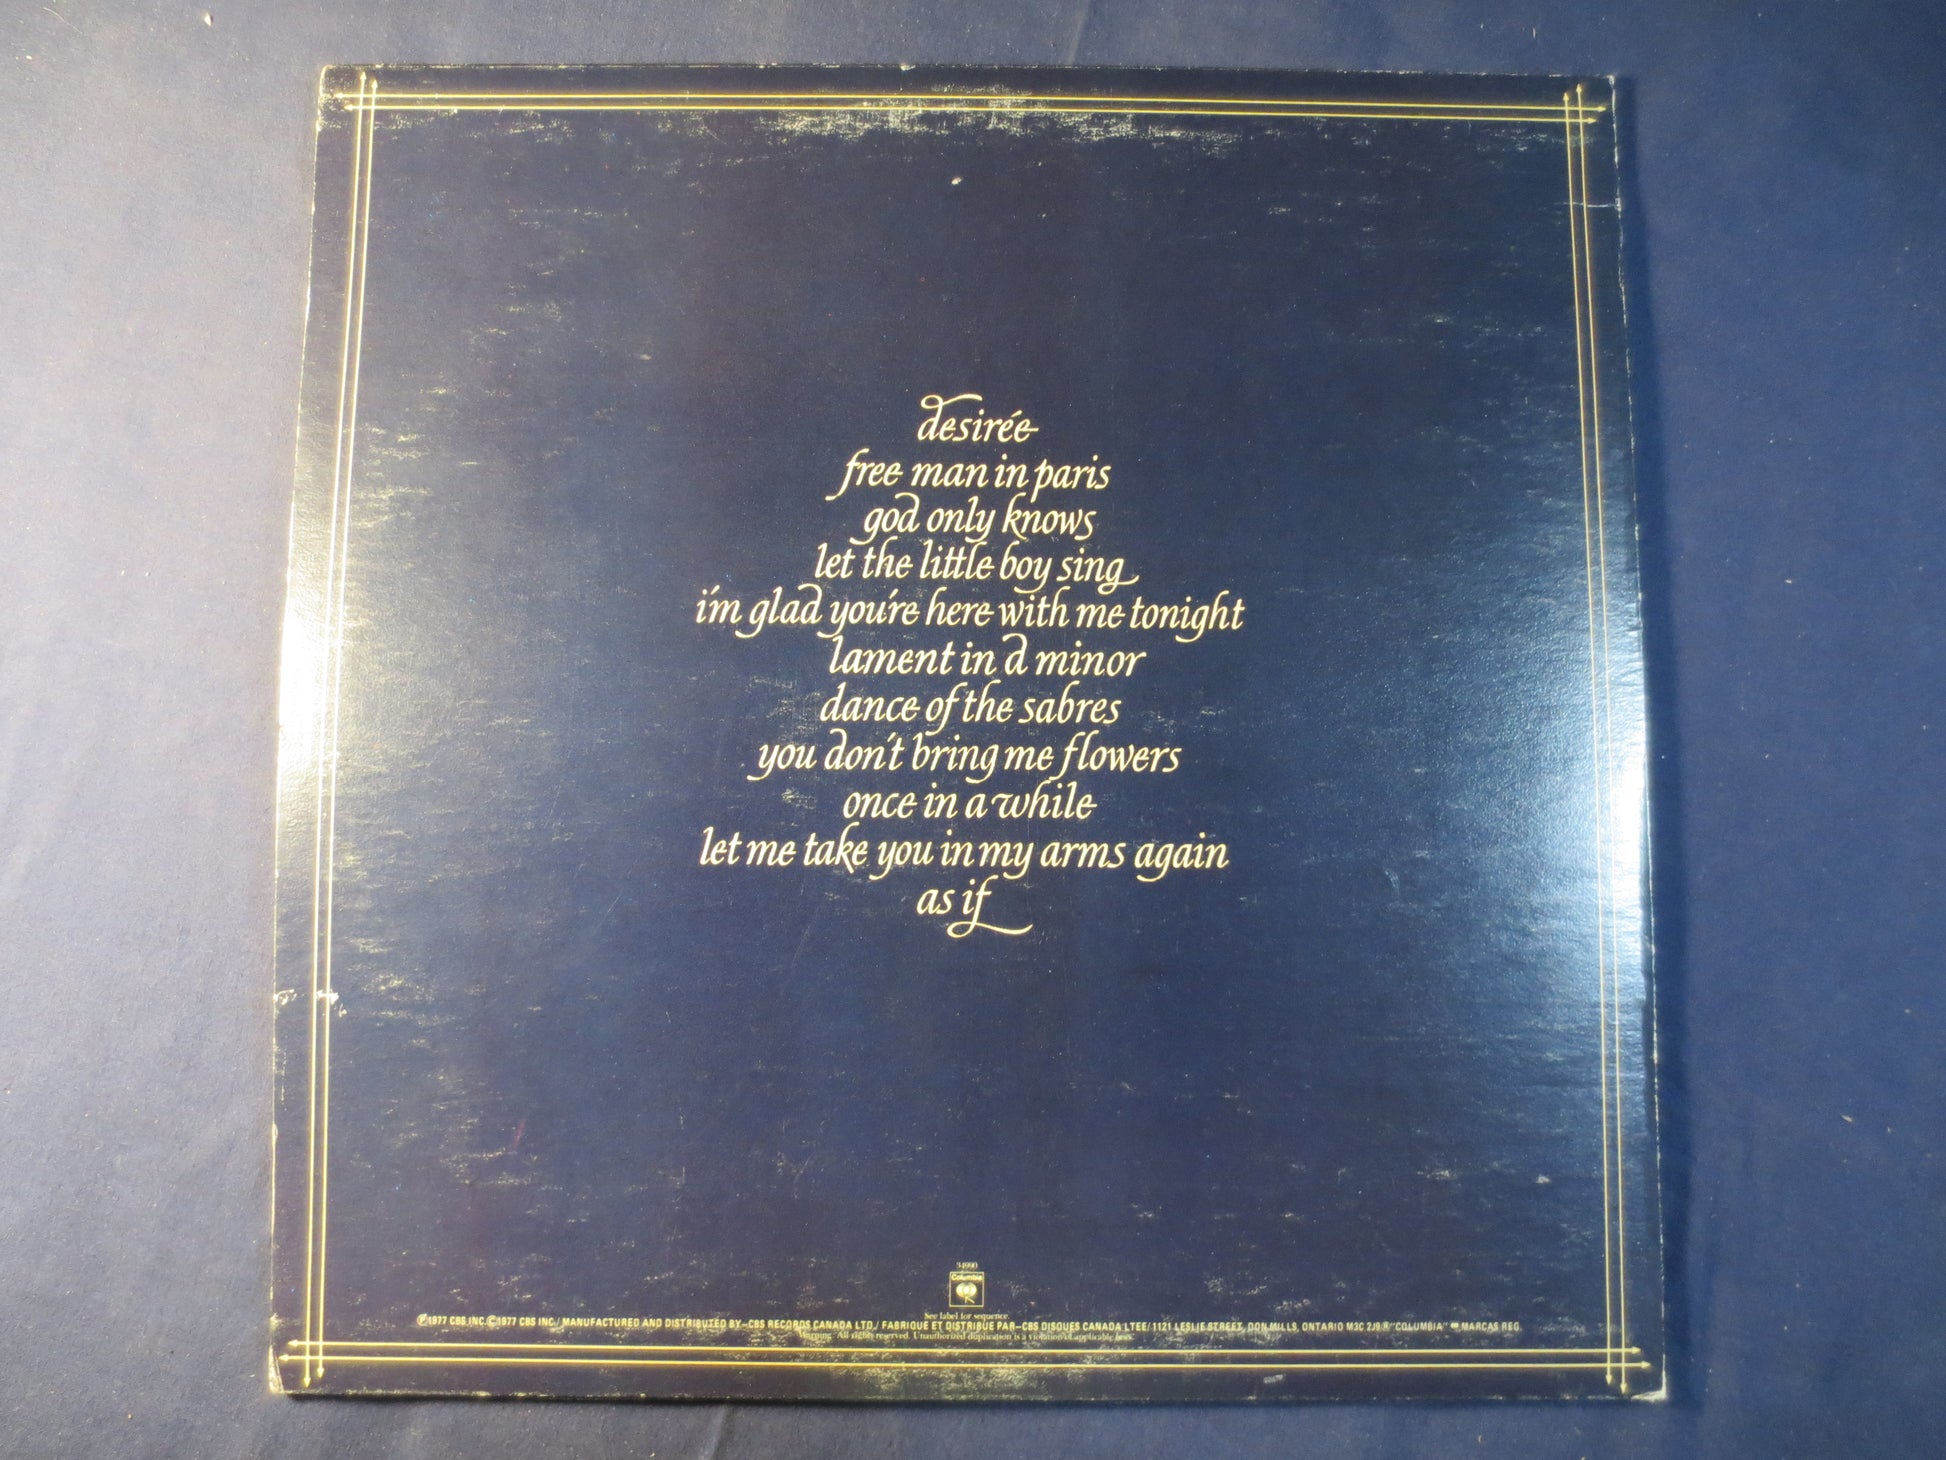 desirée
free man in paris
god only knows
let the little boy sing
i'm glad you're here with me tonight
lament in d minor
dance of the sabres
you don't bring me flowers
once in a while
let me take you in my arms again
as if
34990
Columbia
See label for sequence
℗1977 CBS INC.©1977 CBS INC./ MANUFACTURED AND DISTRIBUTED BY–CBS RECORDS CANADA LTD./ FABRIQUE ET DISTRIBUE PAR–CBS DISQUES CANADA LTEE/ 1121 LESLIE STREET, DON MILLS, ONTARIO M3C 2J9 "COLUMBIA" MARCAS REG.
Warning: All rights reserved. Unauthorized duplication is a violation of applicable laws.